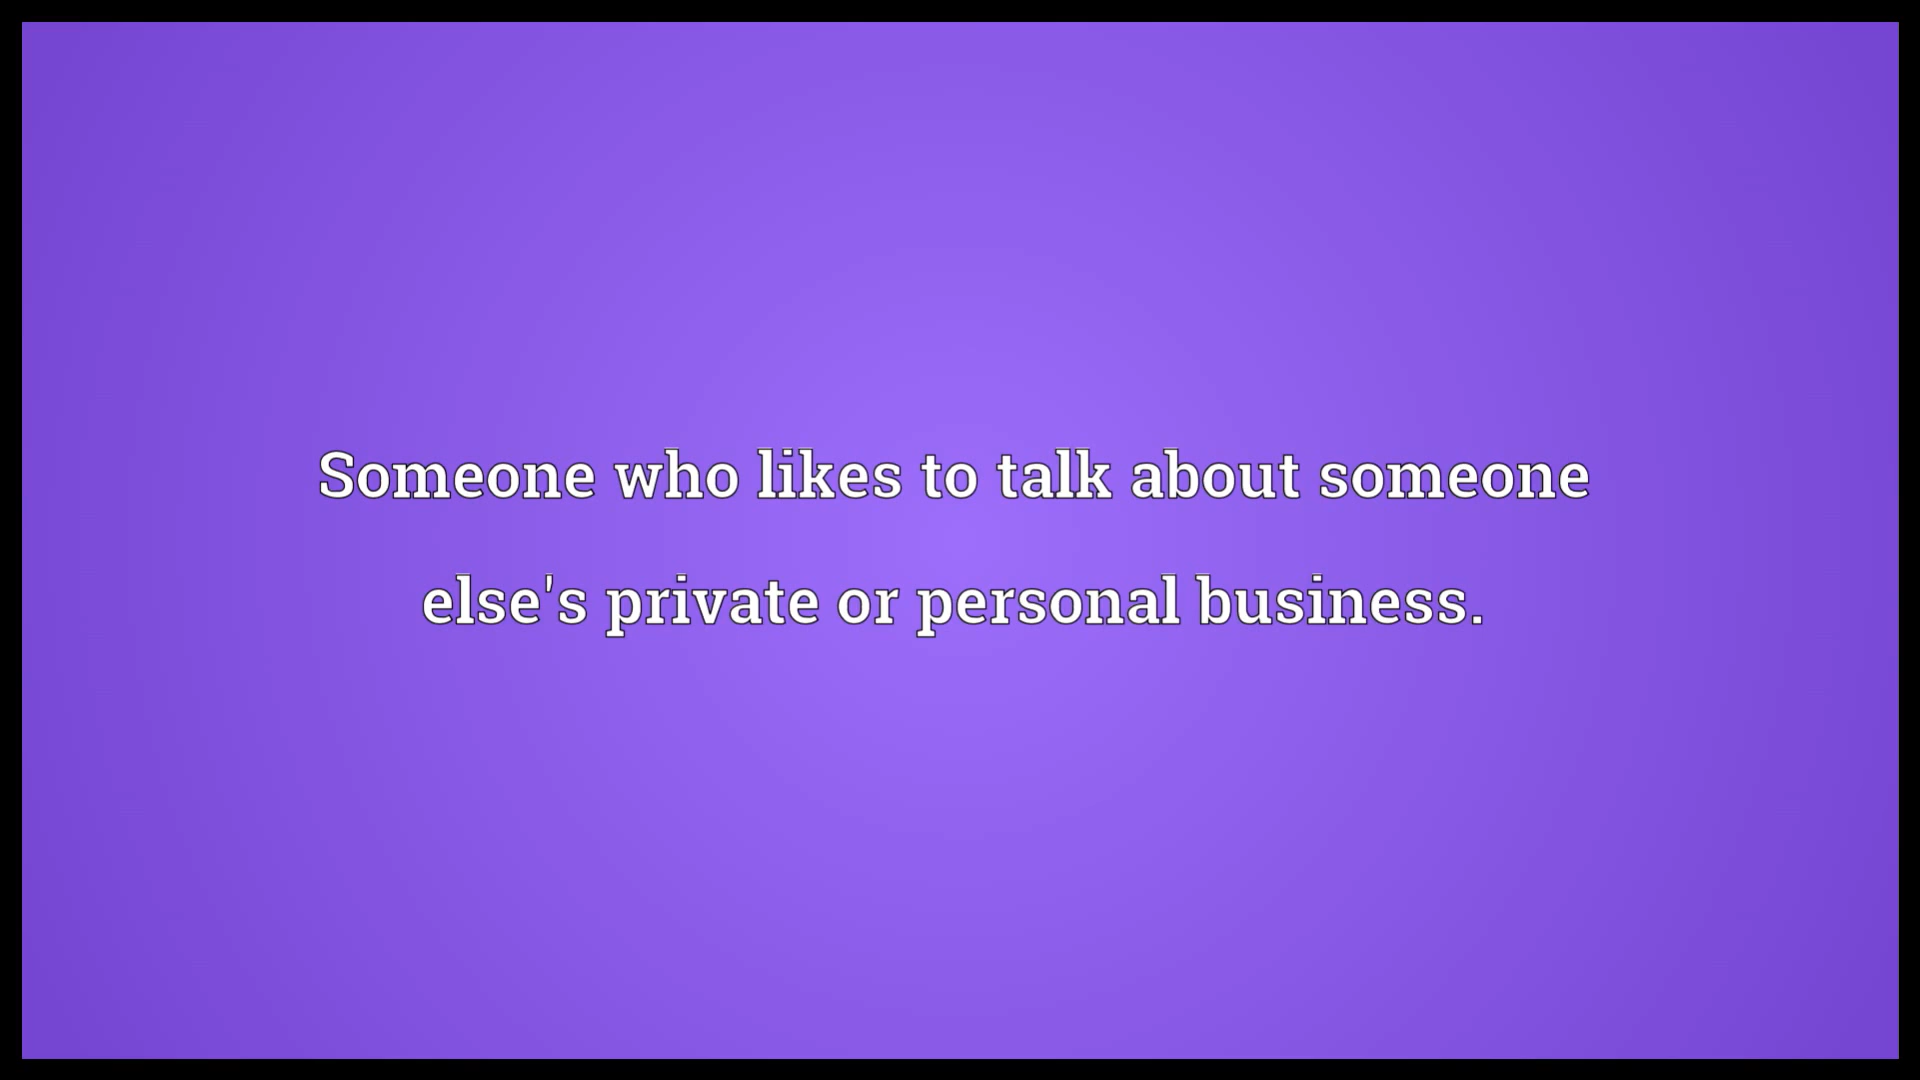 Someone who likes to talk about someone
else's private or personal business.